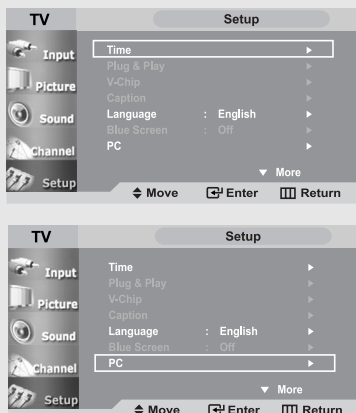 TV Setup
Input
Picture
Sound
Channel
Setup
Time
Plug & Play
V-Chip
Caption
Language : English
Blue Screen : Off
PC
More
Move Enter Return
TV Setup
Input
Picture
Sound
Channel
Setup
Time
Plug & Play
V-Chip
Caption
Language : English
Blue Screen : Off
PC
More
Move Enter Return